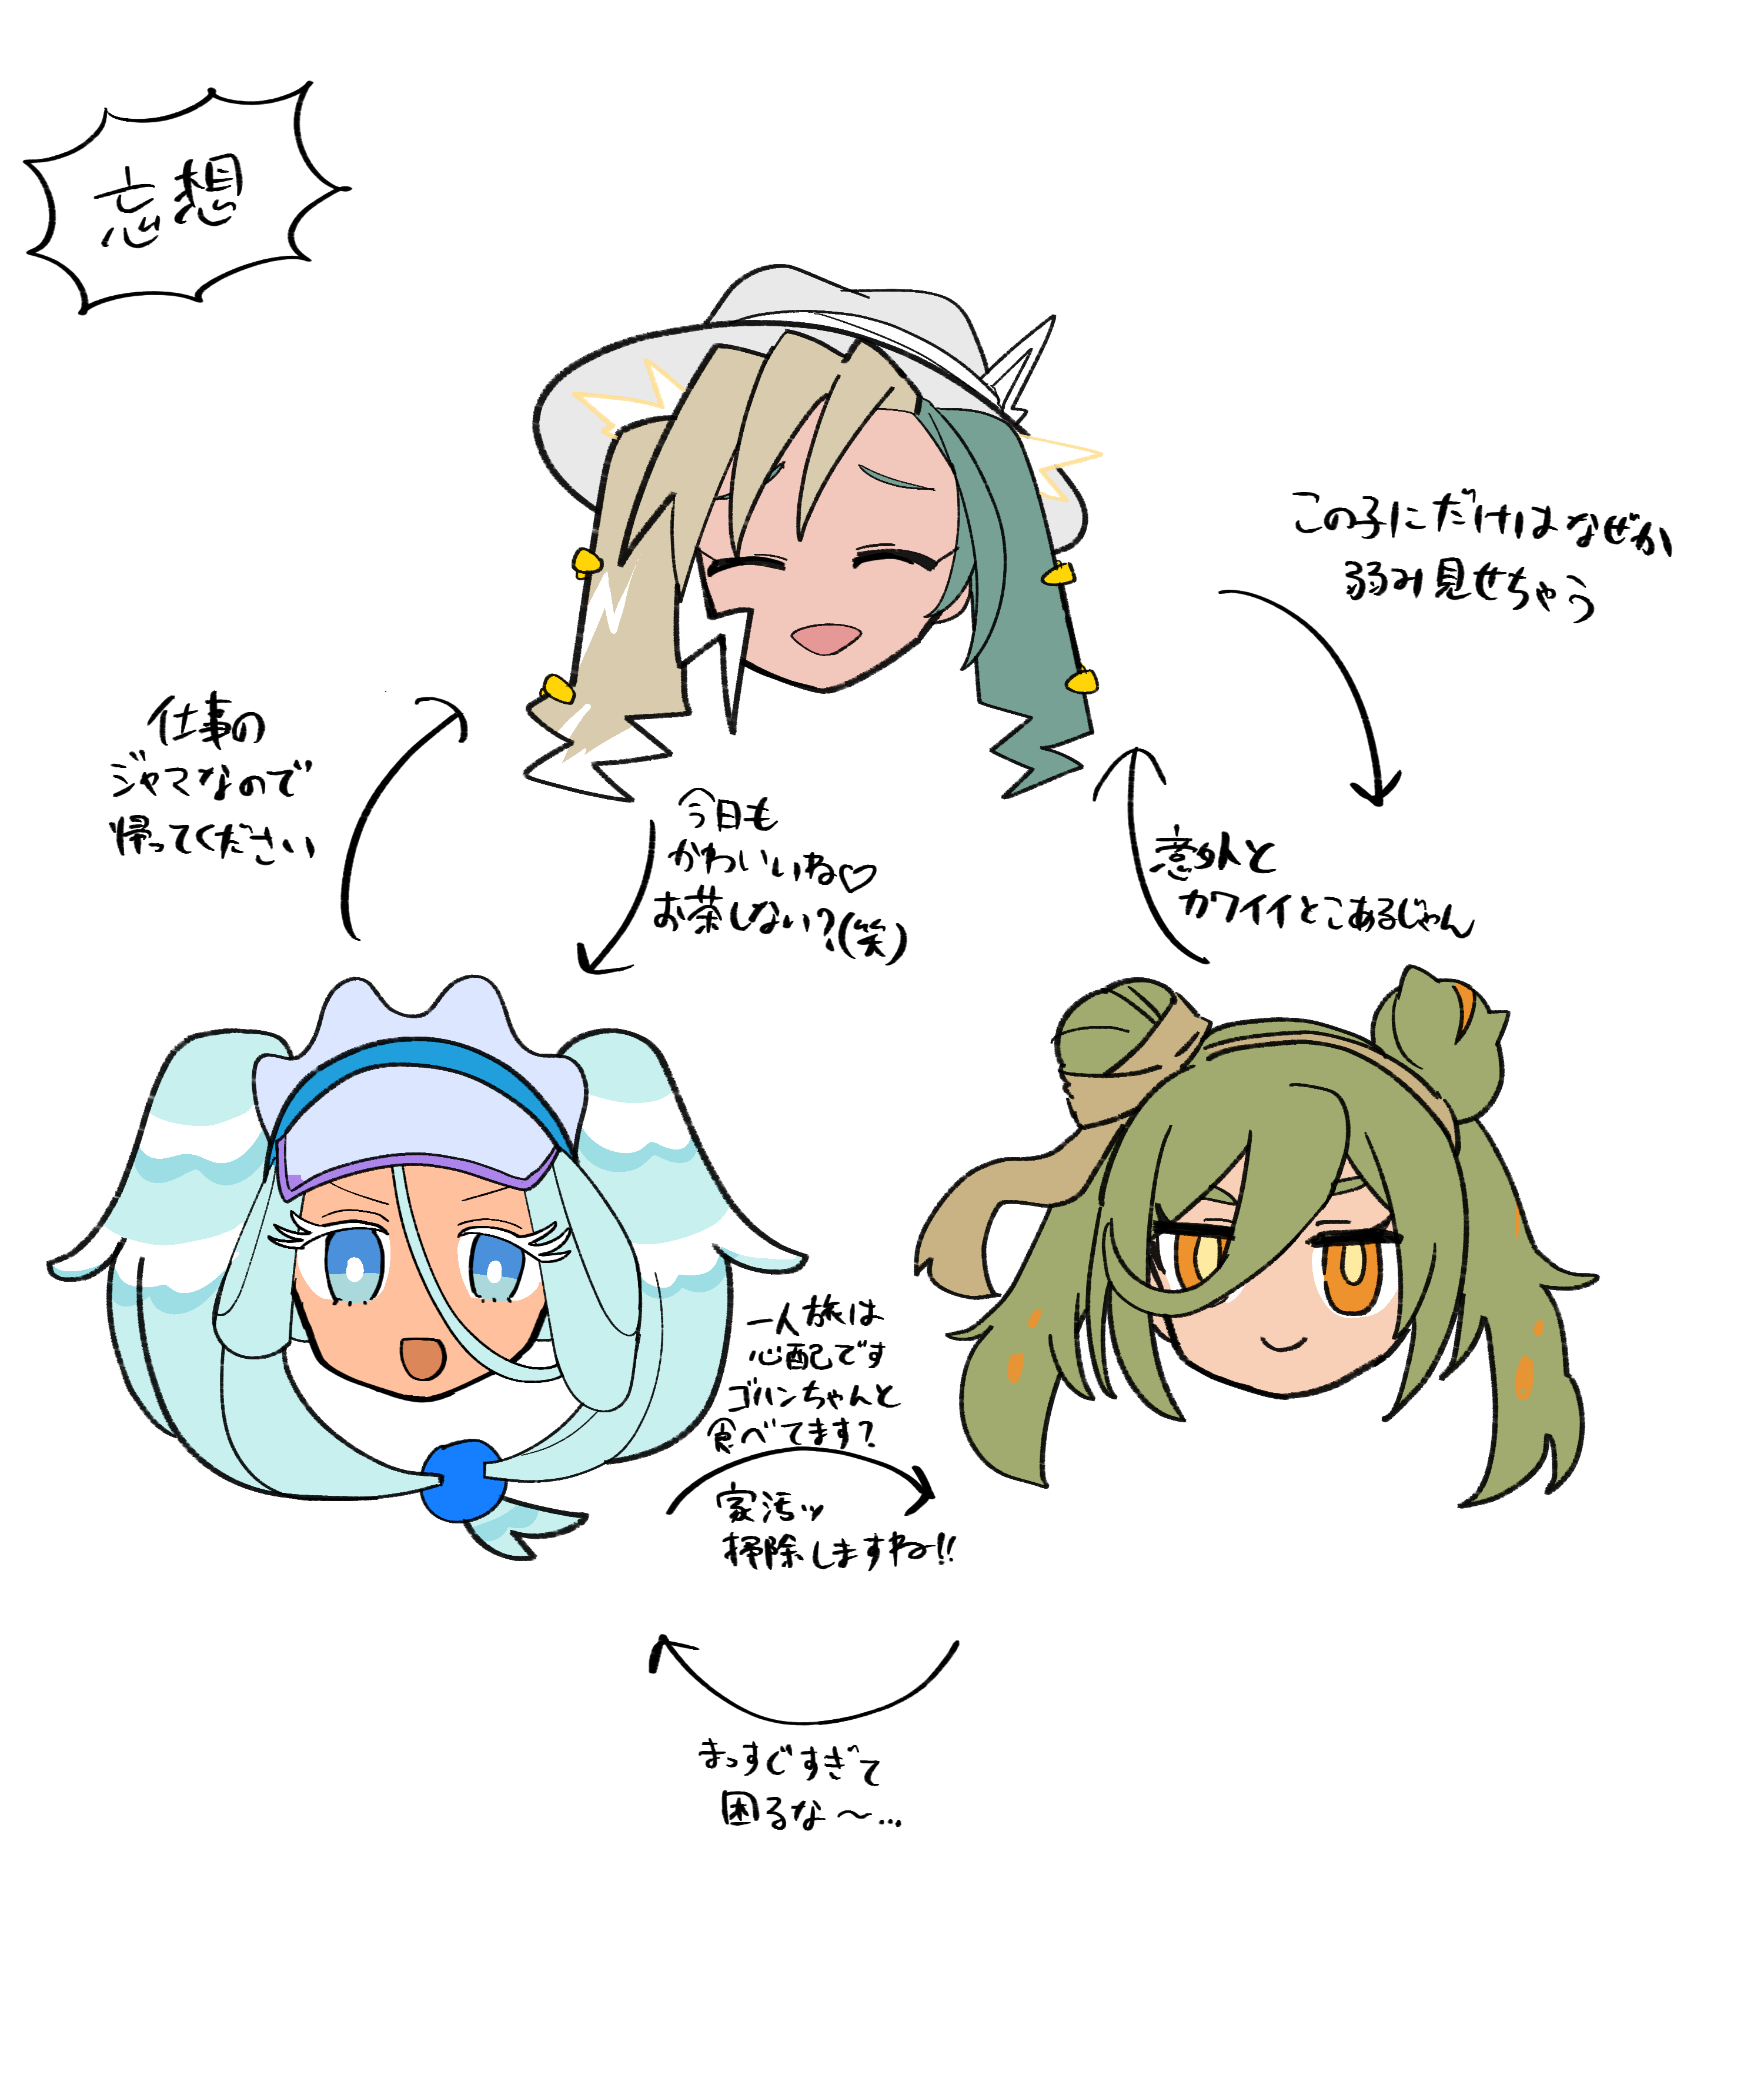 忘想
この子にだけはなぜか
弱み見せちゃう
仕事の
ジャマなので
帰ってください
今日も
かわいいね♡
お茶しない?(笑)
意外と
カワイイとこあるじゃん
一人旅は
心配です
ゴハンちゃんと
食べてます?
家汚ッ
掃除しますね!!
まっすぐすぎて
困るな〜…